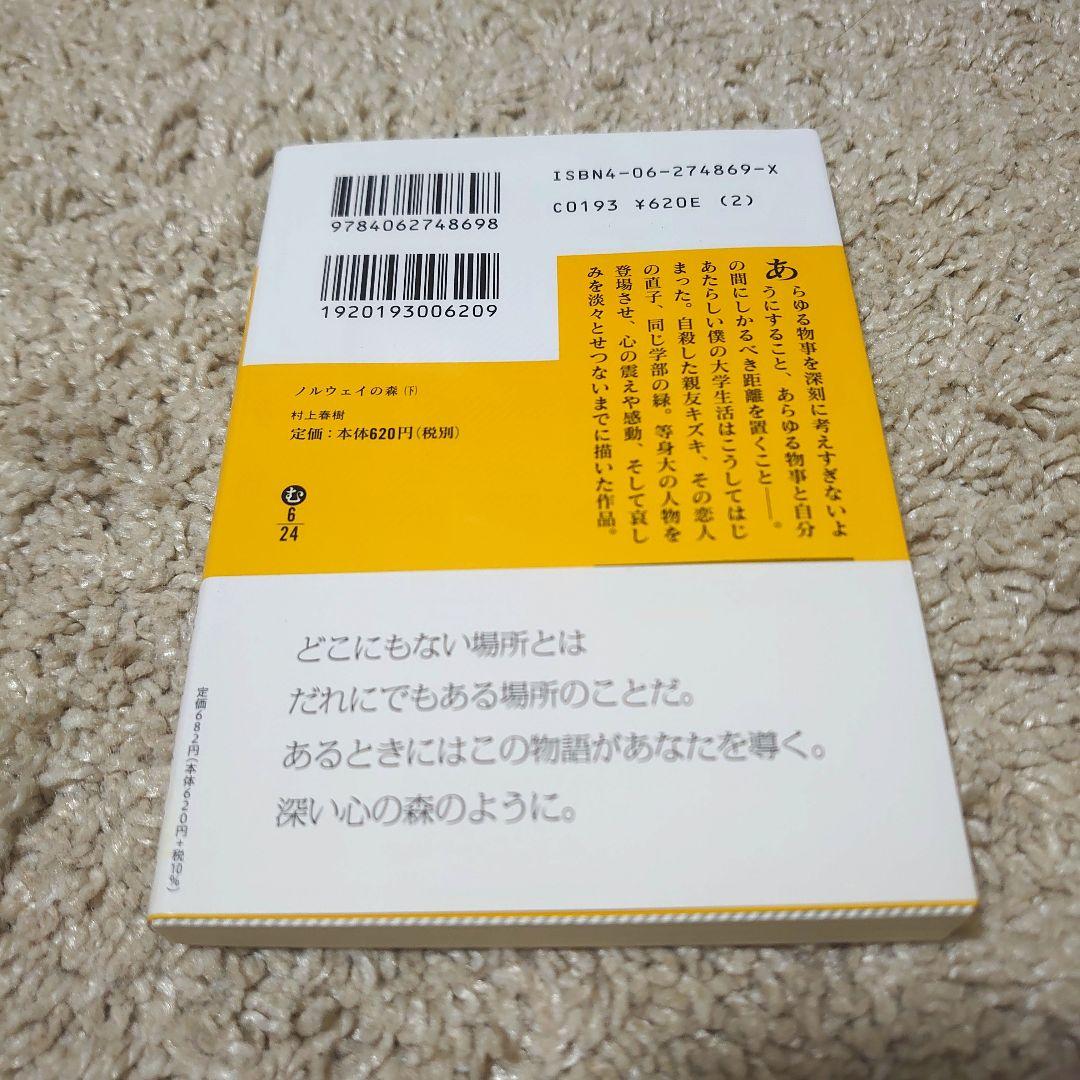 9784062748698
ISBN4-06-274869-X
C0193 ¥620E (2)
1920193006209
あらゆる物事を深刻に考えすぎないよ
うにすること、あらゆる物事と自分
の間にしかるべき距離を置くこと――。
あたらしい僕の大学生活はこうしてはじ
まった。自殺した親友キズキ、その恋人
の直子、同じ学部の緑。等身大の人物を
登場させ、心の震えや感動、そして哀し
みを淡々とせつないまでに描いた作品。
ノルウェイの森(下)
村上春樹
定価:本体620円(税別)
む
6
24
どこにもない場所とは
だれにでもある場所のことだ。
あるときにはこの物語があなたを導く。
深い心の森のように。
定価682円(本体620円+税10%)